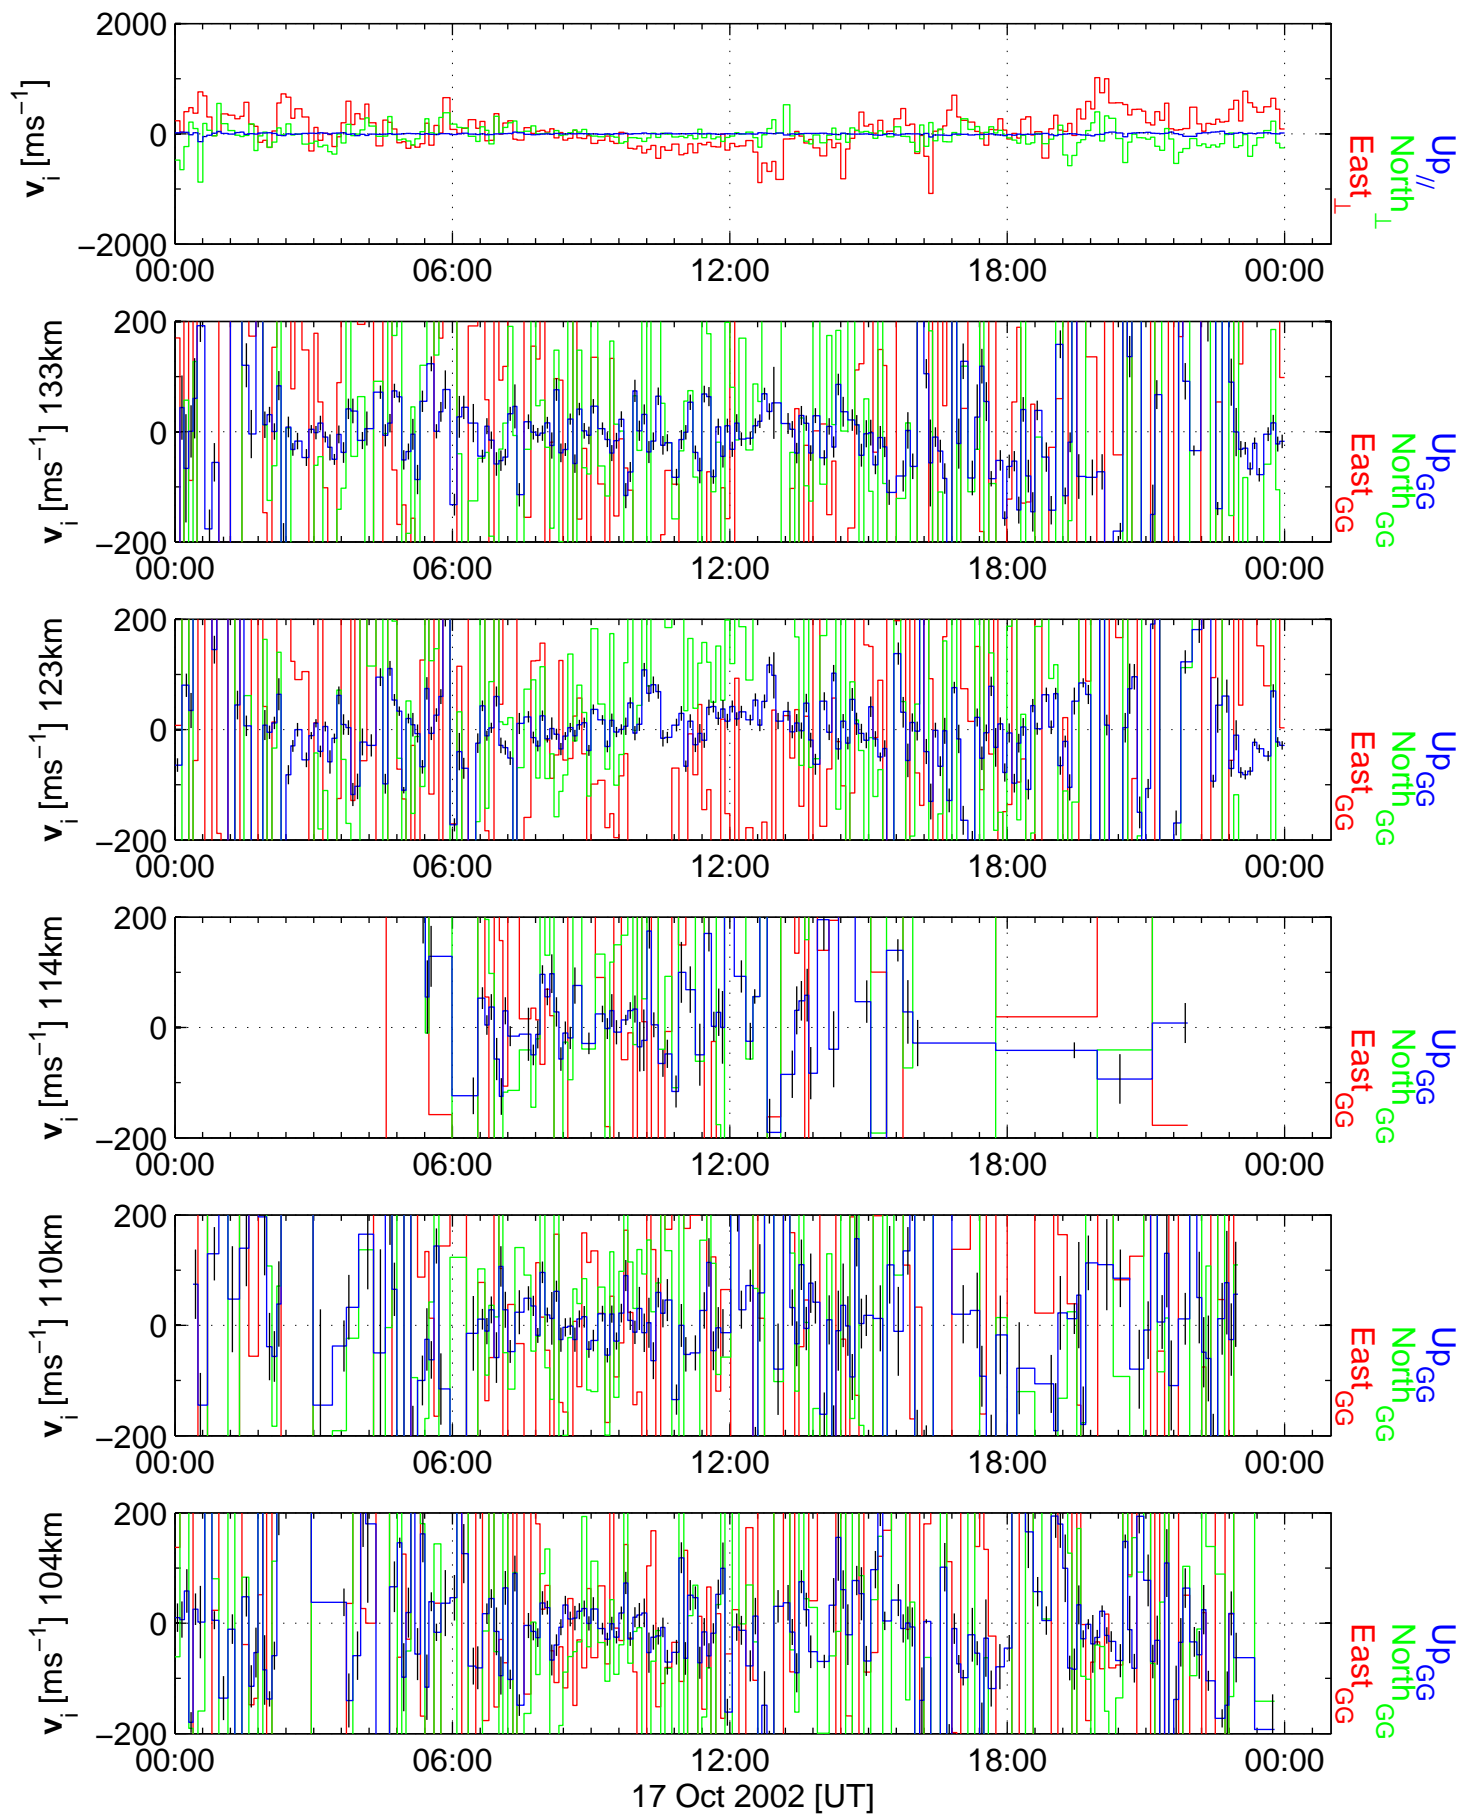 2000
0
−2000
v_i [ms^−1]
00:00 06:00 12:00 18:00 00:00
East_⊥
North_⊥
Up_//
200
0
−200
v_i [ms^−1] 133km
00:00 06:00 12:00 18:00 00:00
East_GG
North_GG
Up_GG
200
0
−200
v_i [ms^−1] 123km
00:00 06:00 12:00 18:00 00:00
East_GG
North_GG
Up_GG
200
0
−200
v_i [ms^−1] 114km
00:00 06:00 12:00 18:00 00:00
East_GG
North_GG
Up_GG
200
0
−200
v_i [ms^−1] 110km
00:00 06:00 12:00 18:00 00:00
East_GG
North_GG
Up_GG
200
0
−200
v_i [ms^−1] 104km
00:00 06:00 12:00 18:00 00:00
East_GG
North_GG
Up_GG
17 Oct 2002 [UT]